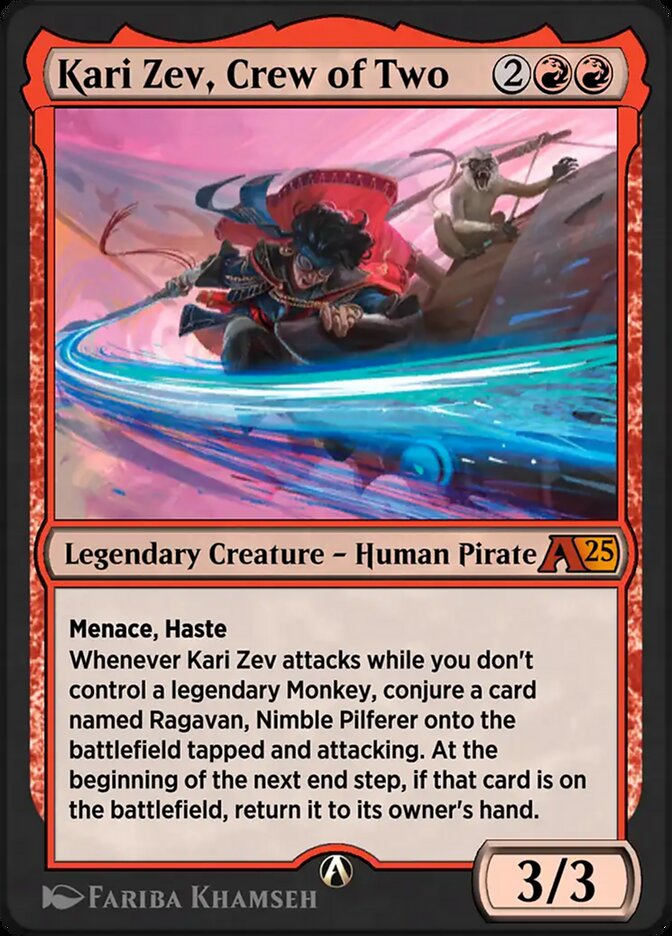 Kari Zev, Crew of Two 2
Legendary Creature – Human Pirate A25
Menace, Haste
Whenever Kari Zev attacks while you don't
control a legendary Monkey, conjure a card
named Ragavan, Nimble Pilferer onto the
battlefield tapped and attacking. At the
beginning of the next end step, if that card is on
the battlefield, return it to its owner's hand.
3/3
Fariba Khamseh